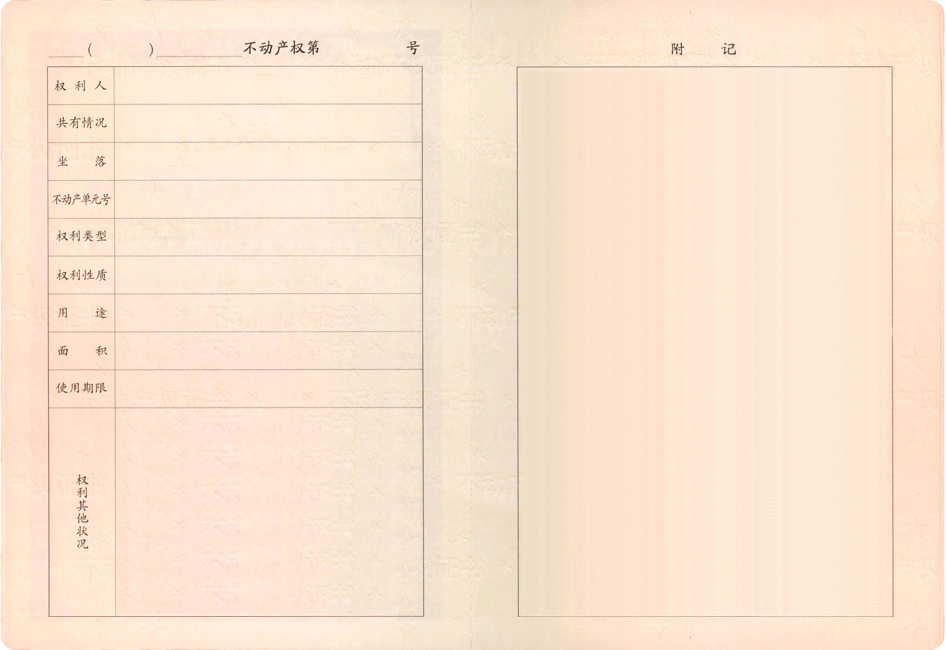 ____(　　　)__________不动产权第　　　号
权利人
共有情况
坐落
不动产单元号
权利类型
权利性质
用途
面积
使用期限
权利其他状况
附记